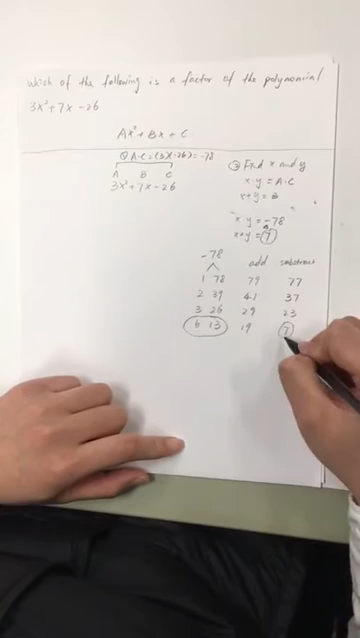 which of the following is a factor of the polynomial
3x²+7x-26
Ax²+Bx+C
① A·C=(3)(-26)=-78
A B C
3x²+7x-26
② Find x and y
x·y = A·C
x+y = B
x·y = -78
x+y = 7
-78 add substract
1 78 79 77
2 39 41 37
3 26 29 23
6 13 19 7